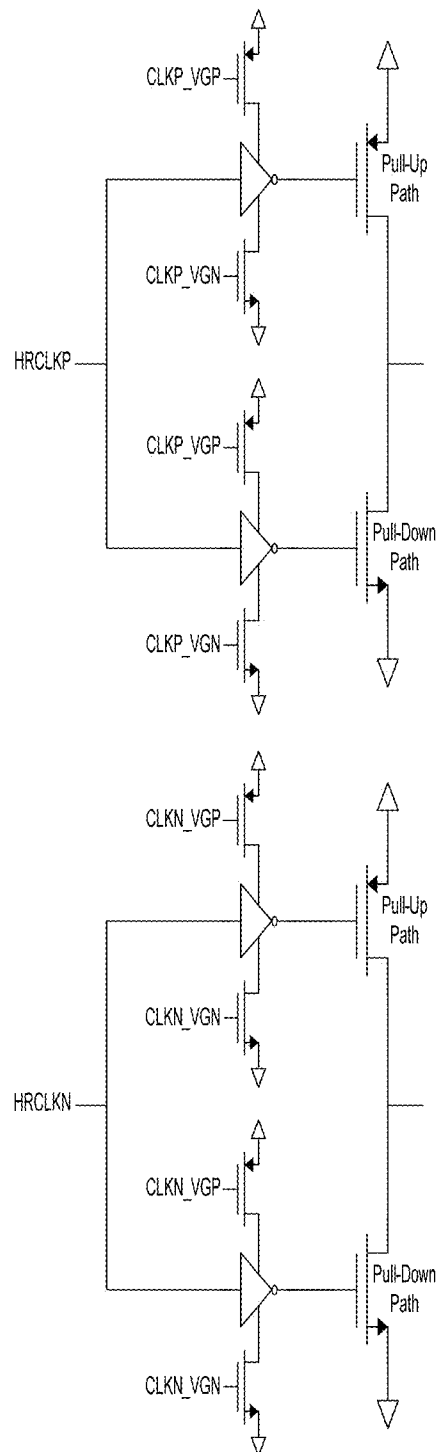 CLKP_VGP
Pull-Up
Path
CLKP_VGN
HRCLKP
CLKP_VGP
Pull-Down
Path
CLKP_VGN
CLKN_VGP
Pull-Up
Path
CLKN_VGN
HRCLKN
CLKN_VGP
Pull-Down
Path
CLKN_VGN